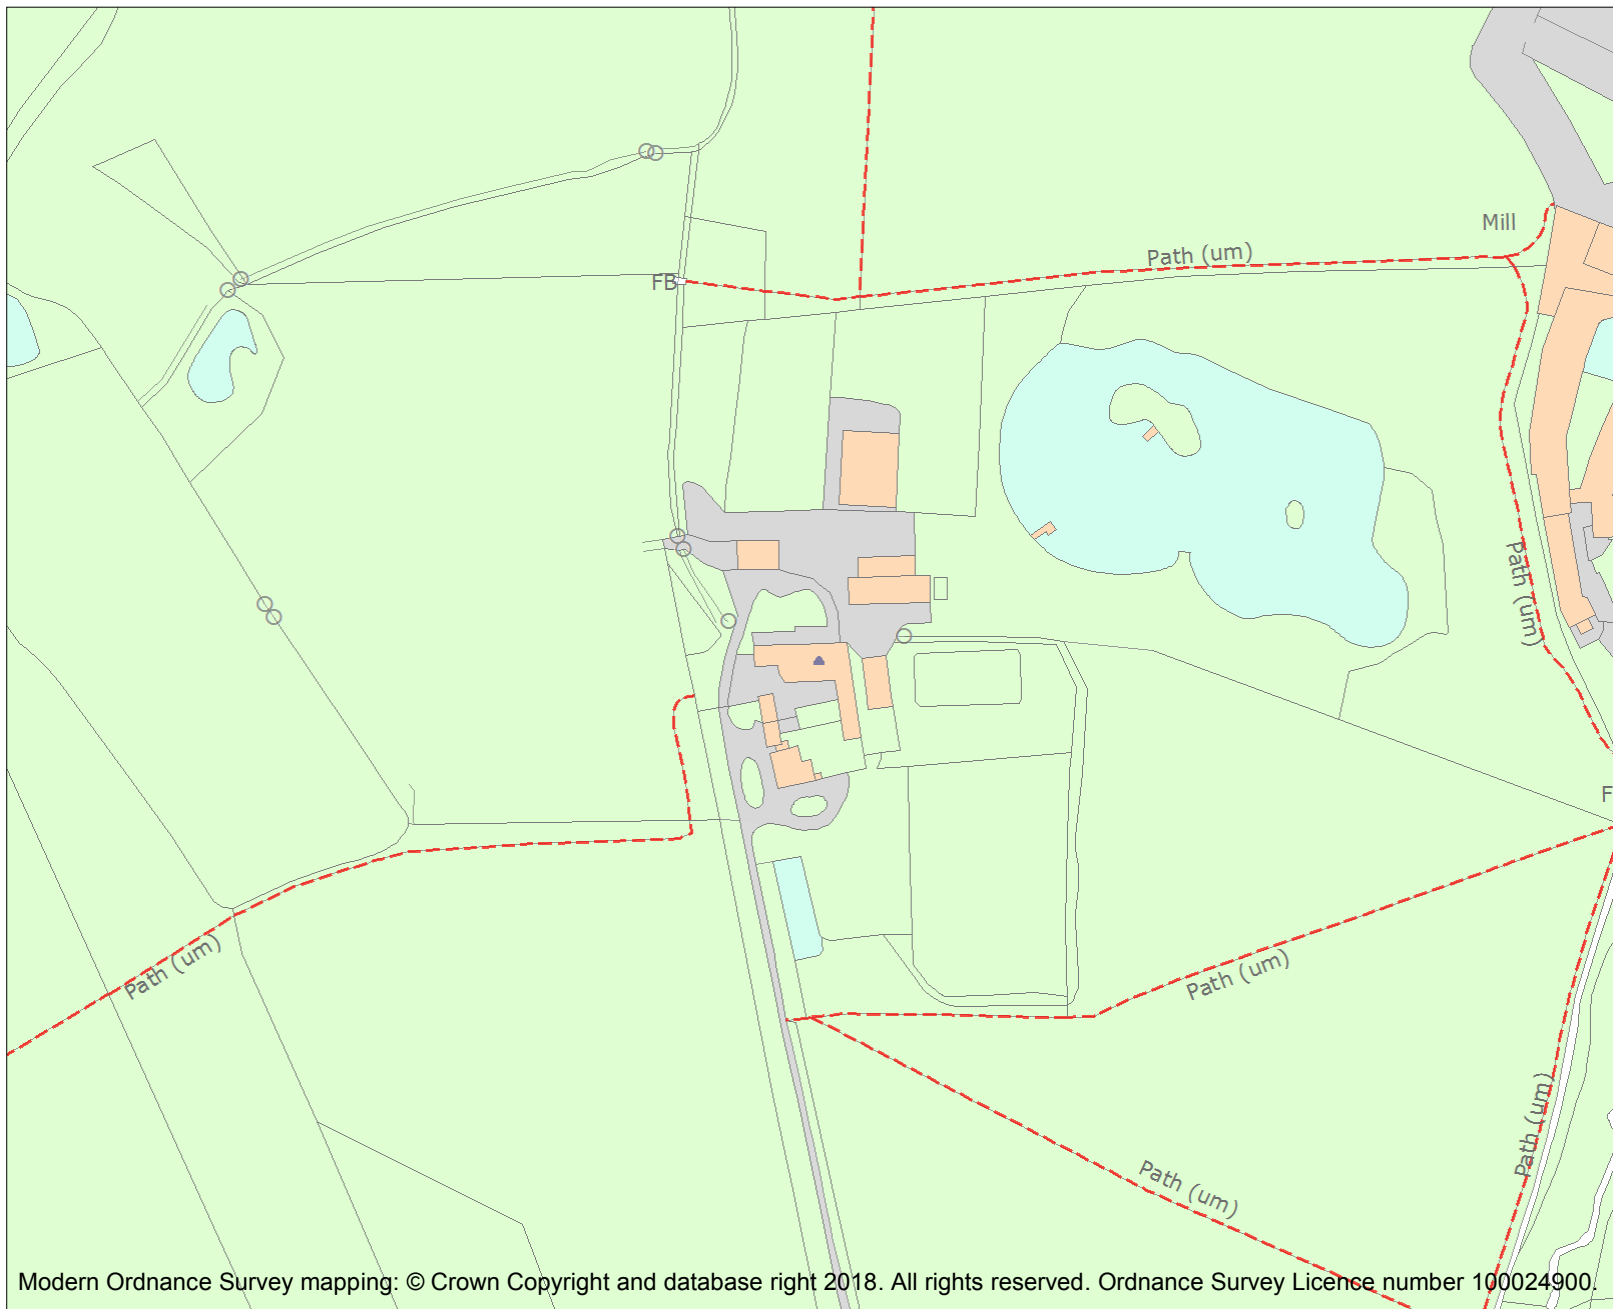 Mill
Path (um)
FB
Path (um)
F
Path (um)
Path (um)
Path (um)
Path (um)
Modern Ordnance Survey mapping: © Crown Copyright and database right 2018. All rights reserved. Ordnance Survey Licence number 100024900.